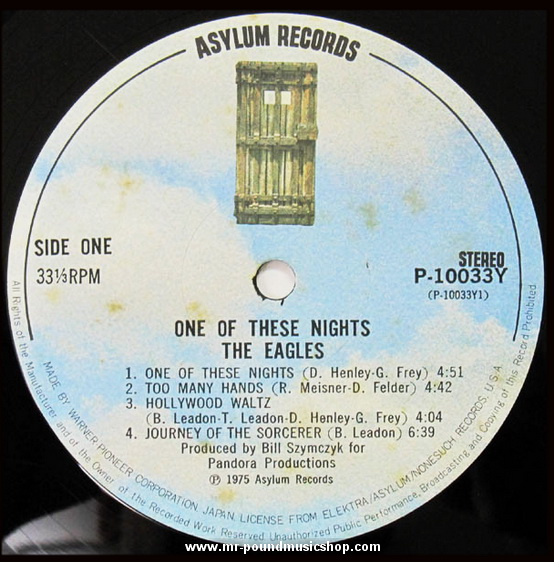 ASYLUM RECORDS
SIDE ONE
33⅓RPM
STEREO
P-10033Y
(P-10033Y1)
ONE OF THESE NIGHTS
THE EAGLES
1. ONE OF THESE NIGHTS (D. Henley-G. Frey) 4:51
2. TOO MANY HANDS (R. Meisner-D. Felder) 4:42
3. HOLLYWOOD WALTZ
(B. Leadon-T. Leadon-D. Henley-G. Frey) 4:04
4. JOURNEY OF THE SORCERER (B. Leadon) 6:39
Produced by Bill Szymczyk for
Pandora Productions
Ⓟ 1975 Asylum Records
MADE BY WARNER-PIONEER CORPORATION, JAPAN, LICENSE FROM ELEKTRA/ASYLUM/NONESUCH RECORDS, U.S.A.
All Rights of the Manufacturer and of the Owner of the Recorded Work Reserved Unauthorized Public Performance, Broadcasting and Copying of this Record Prohibited.
www.mr-poundmusicshop.com